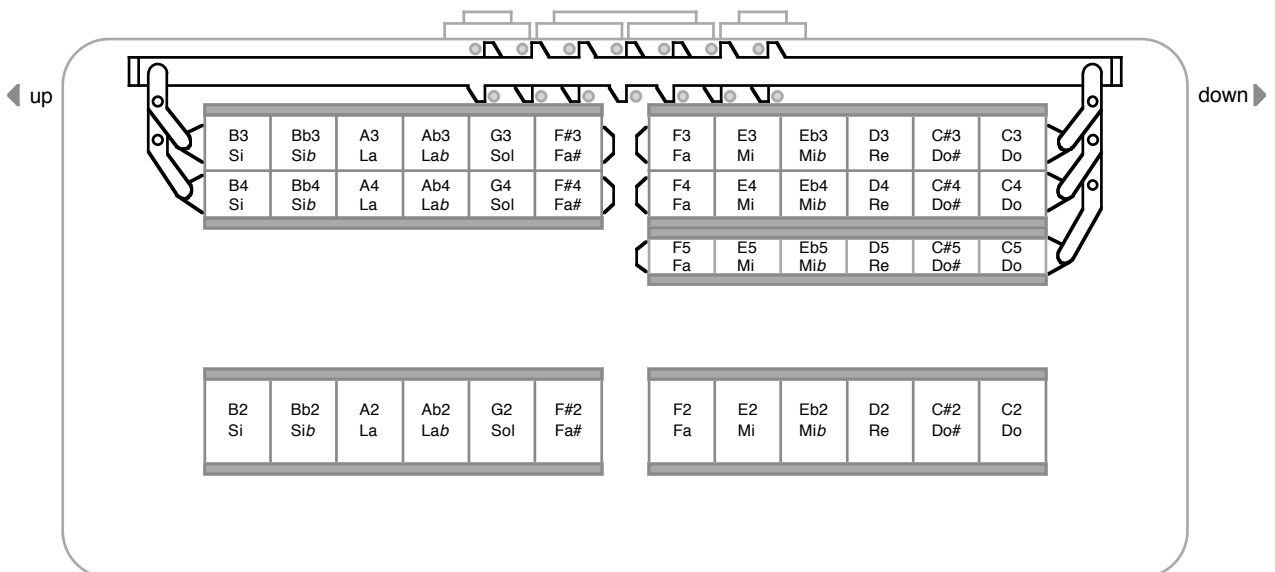 up
down
B3 Bb3 A3 Ab3 G3 F#3 F3 E3 Eb3 D3 C#3 C3
Si Sib La Lab Sol Fa# Fa Mi Mib Re Do# Do
B4 Bb4 A4 Ab4 G4 F#4 F4 E4 Eb4 D4 C#4 C4
Si Sib La Lab Sol Fa# Fa Mi Mib Re Do# Do
F5 E5 Eb5 D5 C#5 C5
Fa Mi Mib Re Do# Do
B2 Bb2 A2 Ab2 G2 F#2 F2 E2 Eb2 D2 C#2 C2
Si Sib La Lab Sol Fa# Fa Mi Mib Re Do# Do